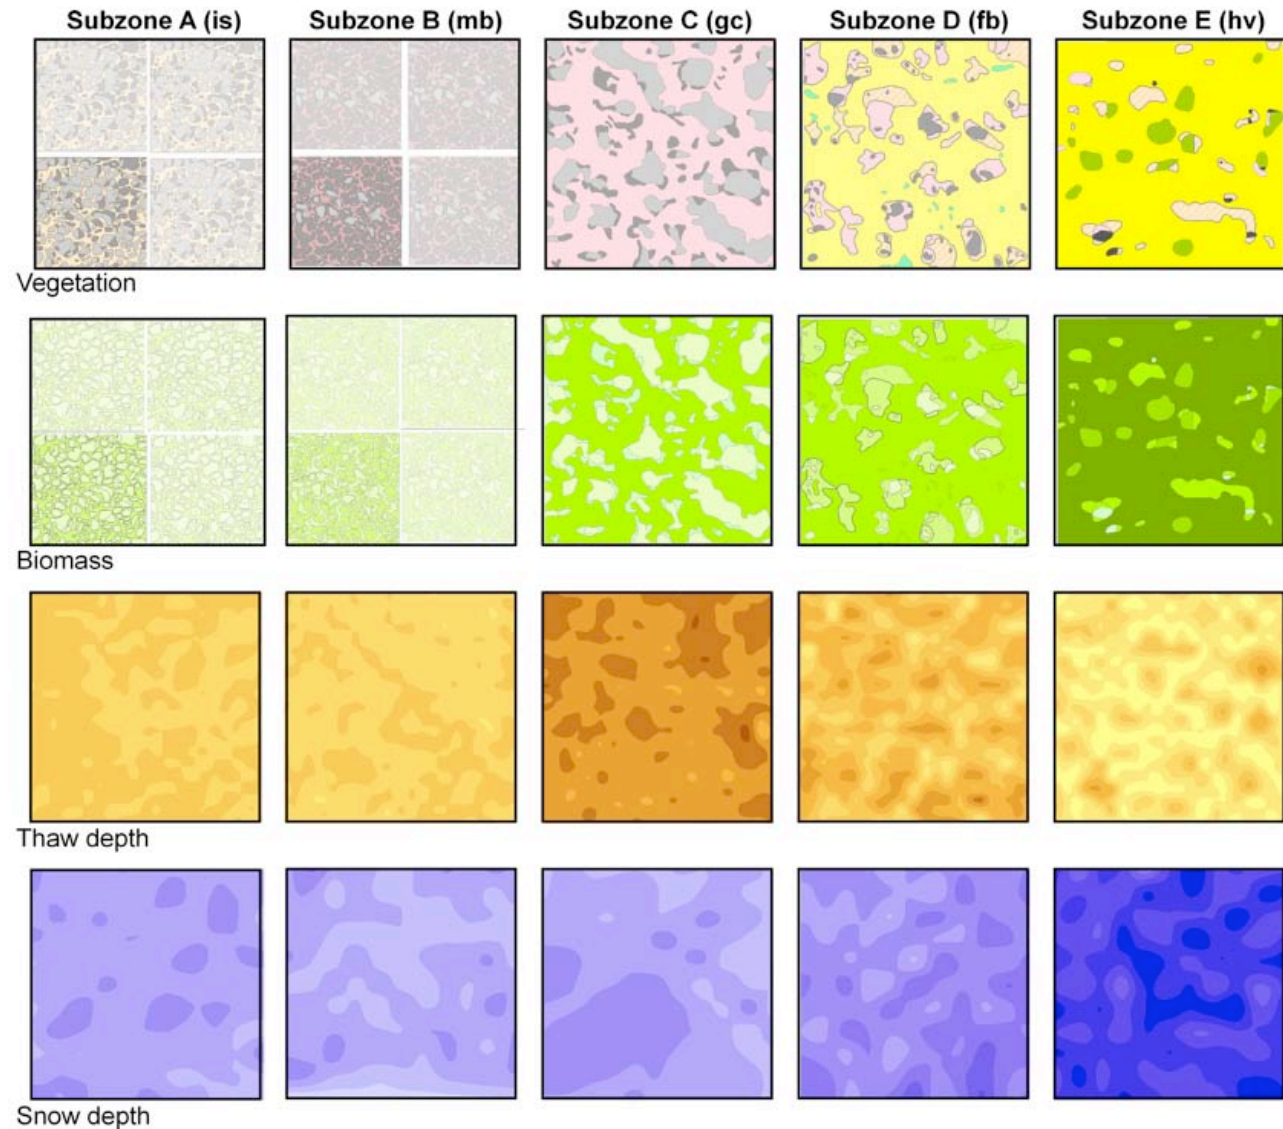 Subzone A (is) Subzone B (mb) Subzone C (gc) Subzone D (fb) Subzone E (hv)
Vegetation
Biomass
Thaw depth
Snow depth